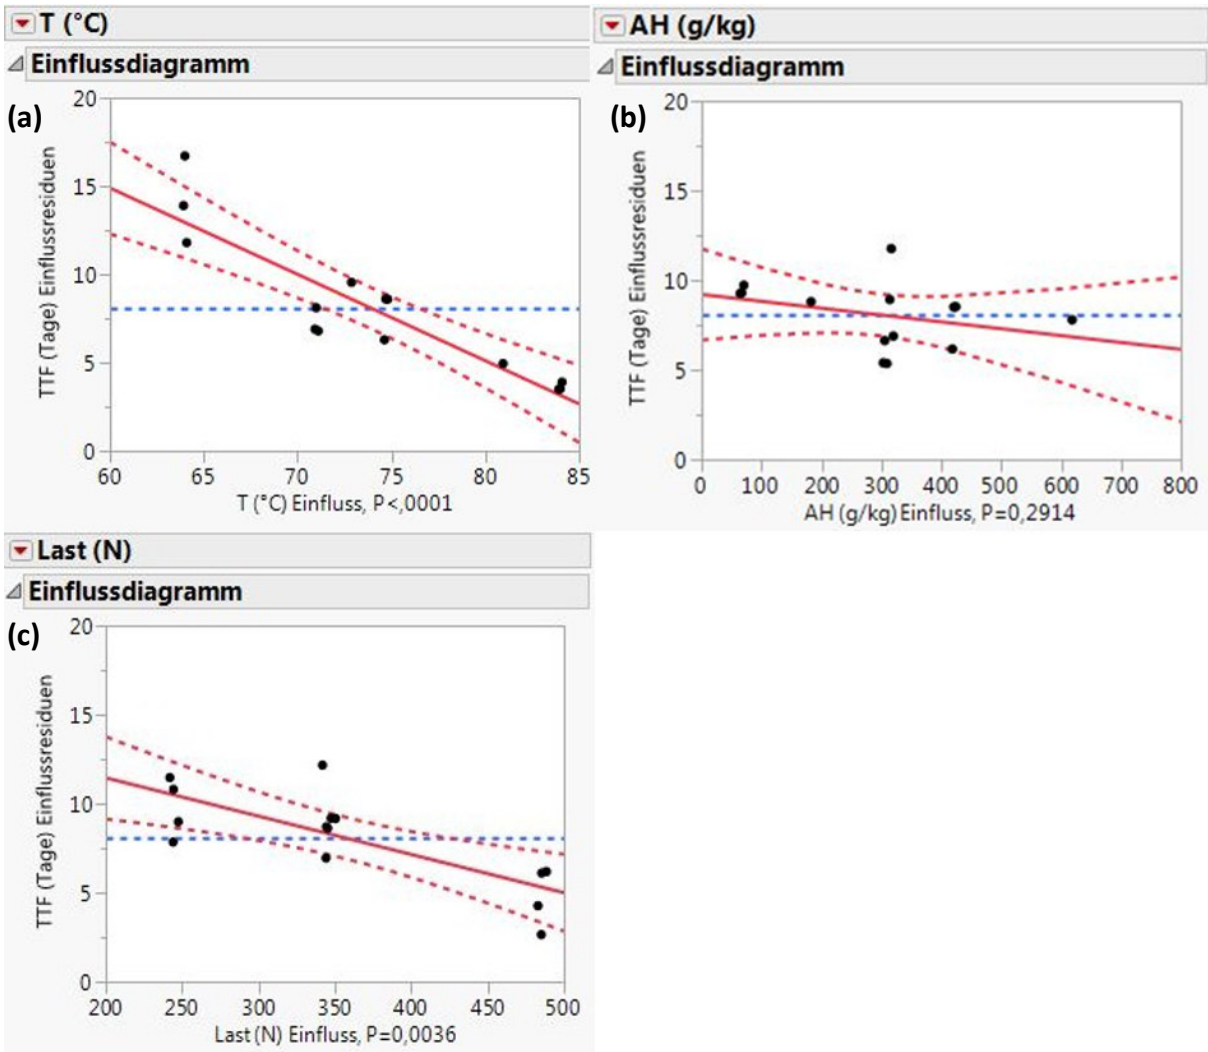 T (°C)
Einflussdiagramm
(a)
TTF (Tage) Einflussresiduen
20
15
10
5
0
60 65 70 75 80 85
T (°C) Einfluss, P<,0001
AH (g/kg)
Einflussdiagramm
(b)
TTF (Tage) Einflussresiduen
20
15
10
5
0
0 100 200 300 400 500 600 700 800
AH (g/kg) Einfluss, P=0,2914
Last (N)
Einflussdiagramm
(c)
TTF (Tage) Einflussresiduen
20
15
10
5
0
200 250 300 350 400 450 500
Last (N) Einfluss, P=0,0036